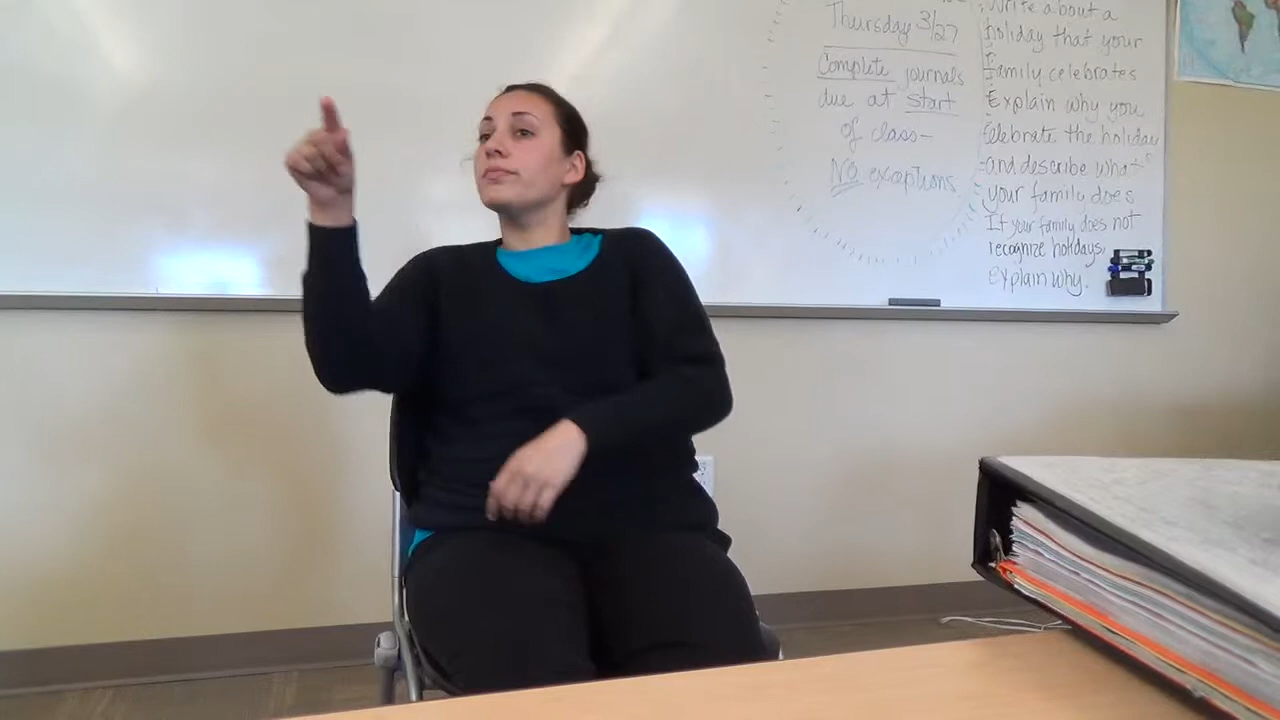 Thursday 3/27
Complete journals
due at start
of class—
NO exceptions
Write about a
holiday that your
family celebrates
Explain why you
celebrate the holiday
and describe what
your family does
If your family does not
recognize holidays,
explain why.